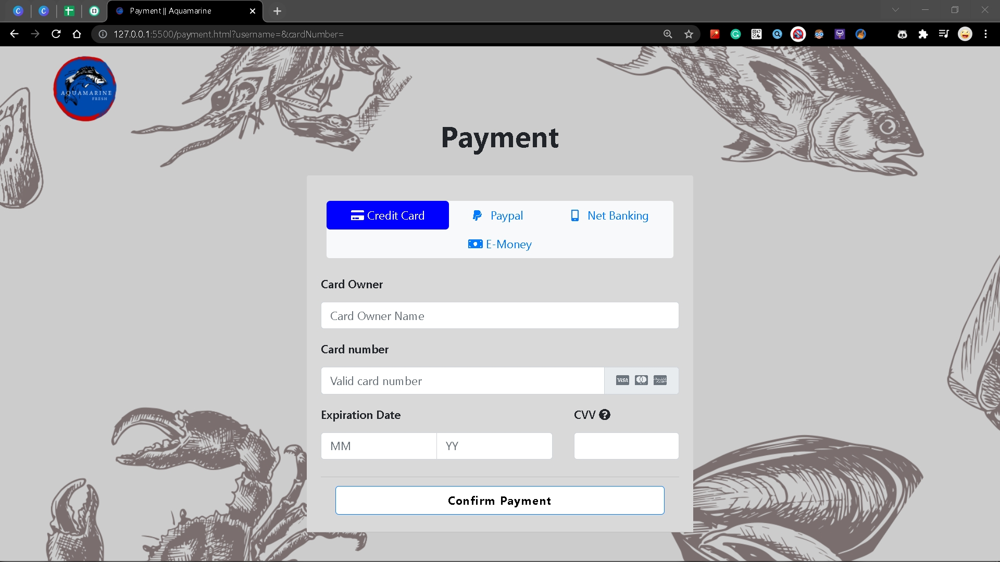 Payment || Aquamarine
127.0.0.1:5500/payment.html?username=&cardNumber=
AQUAMARINE
FRESH
Payment
Credit Card
Paypal
Net Banking
E-Money
Card Owner
Card Owner Name
Card number
Valid card number
VISA
Expiration Date
CVV
MM
YY
Confirm Payment